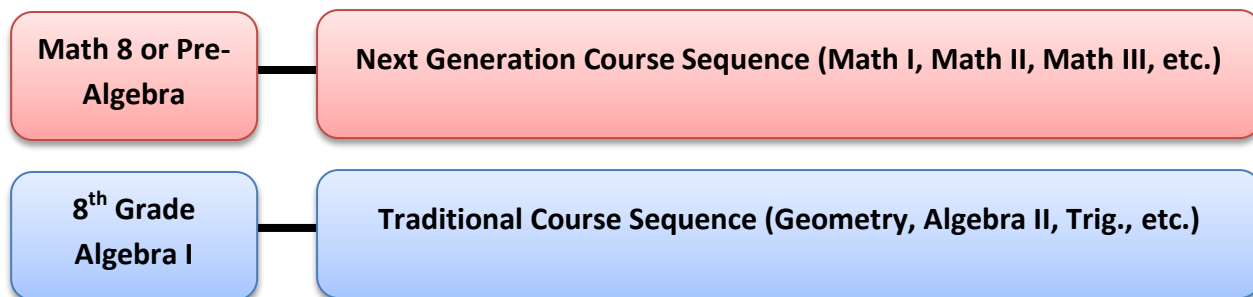 Math 8 or Pre-
Algebra
Next Generation Course Sequence (Math I, Math II, Math III, etc.)
8th Grade
Algebra I
Traditional Course Sequence (Geometry, Algebra II, Trig., etc.)